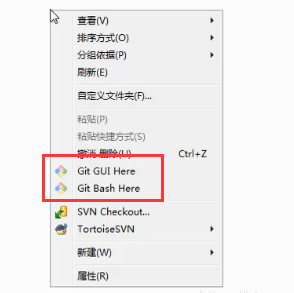 查看(V)
排序方式(O)
分组依据(P)
刷新(E)
自定义文件夹(F)...
粘贴(P)
粘贴快捷方式(S)
撤消 删除(U) Ctrl+Z
Git GUI Here
Git Bash Here
SVN Checkout...
TortoiseSVN
新建(W)
属性(R)